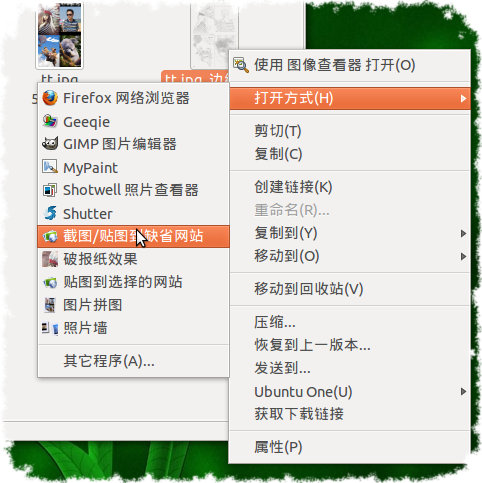 tt.jpg
tt.jpg_边缘
使用 图像查看器 打开(O)
打开方式(H)
剪切(T)
复制(C)
创建链接(K)
重命名(R)...
复制到(Y)
移动到(O)
移动到回收站(V)
压缩...
恢复到上一版本...
发送到...
Ubuntu One(U)
获取下载链接
属性(P)
Firefox 网络浏览器
Geeqie
GIMP 图片编辑器
MyPaint
Shotwell 照片查看器
Shutter
截图/贴图到缺省网站
破报纸效果
贴图到选择的网站
图片拼图
照片墙
其它程序(A)...